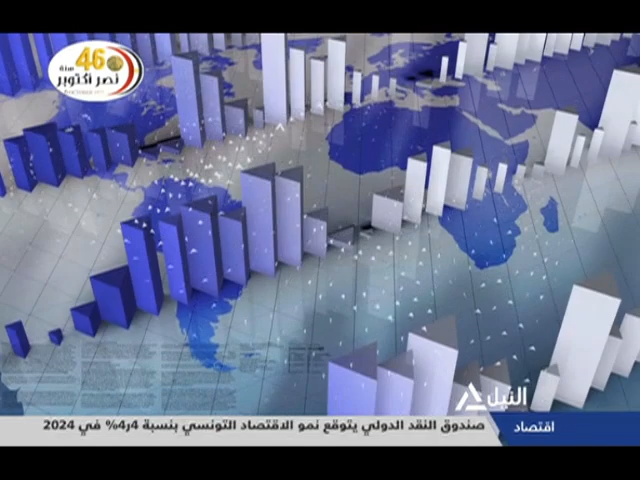 46 سنة
نصر أكتوبر
النيل
اقتصاد
صندوق النقد الدولي يتوقع نمو الاقتصاد التونسي بنسبة 4ر4% في 2024